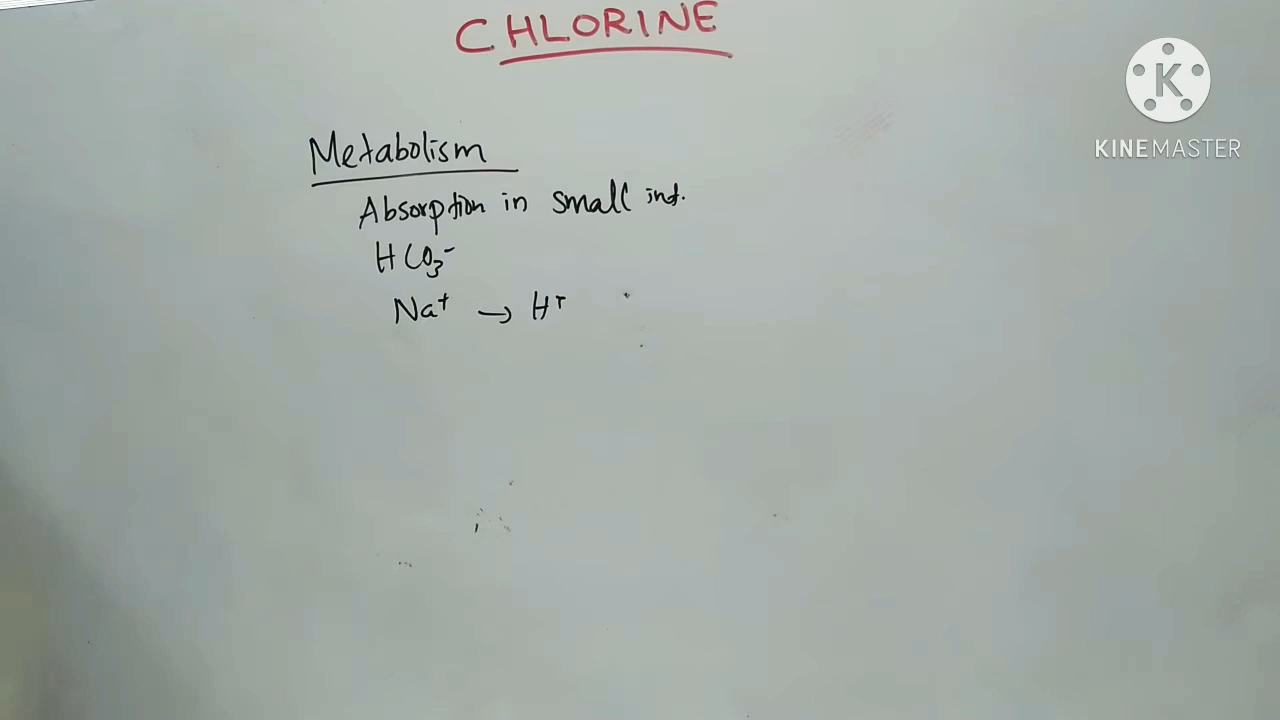 CHLORINE
K
KINEMASTER
Metabolism
Absorption in small int.
HCO3-
Na+ → H+